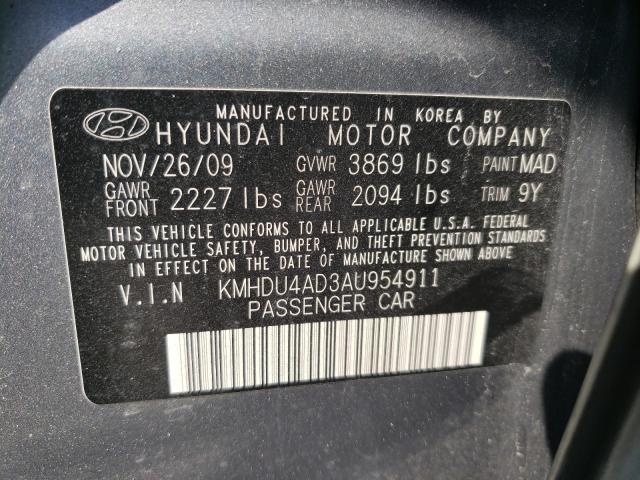 MANUFACTURED IN KOREA BY
HYUNDAI MOTOR COMPANY
NOV/26/09 GVWR 3869 lbs PAINT MAD
GAWR FRONT 2227 lbs GAWR REAR 2094 lbs TRIM 9Y
THIS VEHICLE CONFORMS TO ALL APPLICABLE U.S.A. FEDERAL
MOTOR VEHICLE SAFETY, BUMPER, AND THEFT PREVENTION STANDARDS
IN EFFECT ON THE DATE OF MANUFACTURE SHOWN ABOVE
V.I.N KMHDU4AD3AU954911
PASSENGER CAR